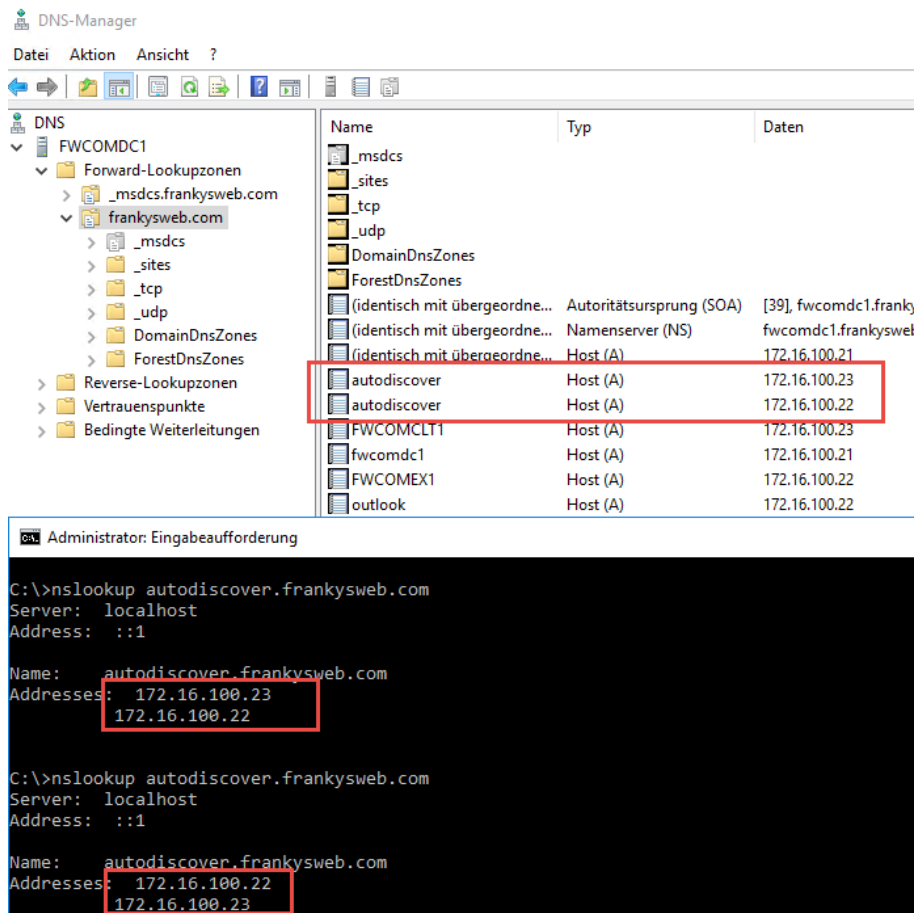 DNS-Manager
Datei Aktion Ansicht ?
DNS
FWCOMDC1
Forward-Lookupzonen
_msdcs.frankysweb.com
frankysweb.com
_msdcs
_sites
_tcp
_udp
DomainDnsZones
ForestDnsZones
Reverse-Lookupzonen
Vertrauenspunkte
Bedingte Weiterleitungen
Name Typ Daten
_msdcs
_sites
_tcp
_udp
DomainDnsZones
ForestDnsZones
(identisch mit übergeordne... Autoritätsursprung (SOA) [39], fwcomdc1.franky
(identisch mit übergeordne... Namenserver (NS) fwcomdc1.frankysweb
(identisch mit übergeordne... Host (A) 172.16.100.21
autodiscover Host (A) 172.16.100.23
autodiscover Host (A) 172.16.100.22
FWCOMCLT1 Host (A) 172.16.100.23
fwcomdc1 Host (A) 172.16.100.21
FWCOMEX1 Host (A) 172.16.100.22
outlook Host (A) 172.16.100.22
Administrator: Eingabeaufforderung
C:\>nslookup autodiscover.frankysweb.com
Server: localhost
Address: ::1
Name: autodiscover.frankysweb.com
Addresses: 172.16.100.23
172.16.100.22
C:\>nslookup autodiscover.frankysweb.com
Server: localhost
Address: ::1
Name: autodiscover.frankysweb.com
Addresses: 172.16.100.22
172.16.100.23